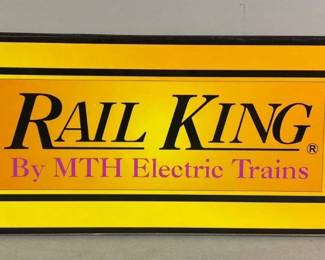 RAIL KING ®
By MTH Electric Trains